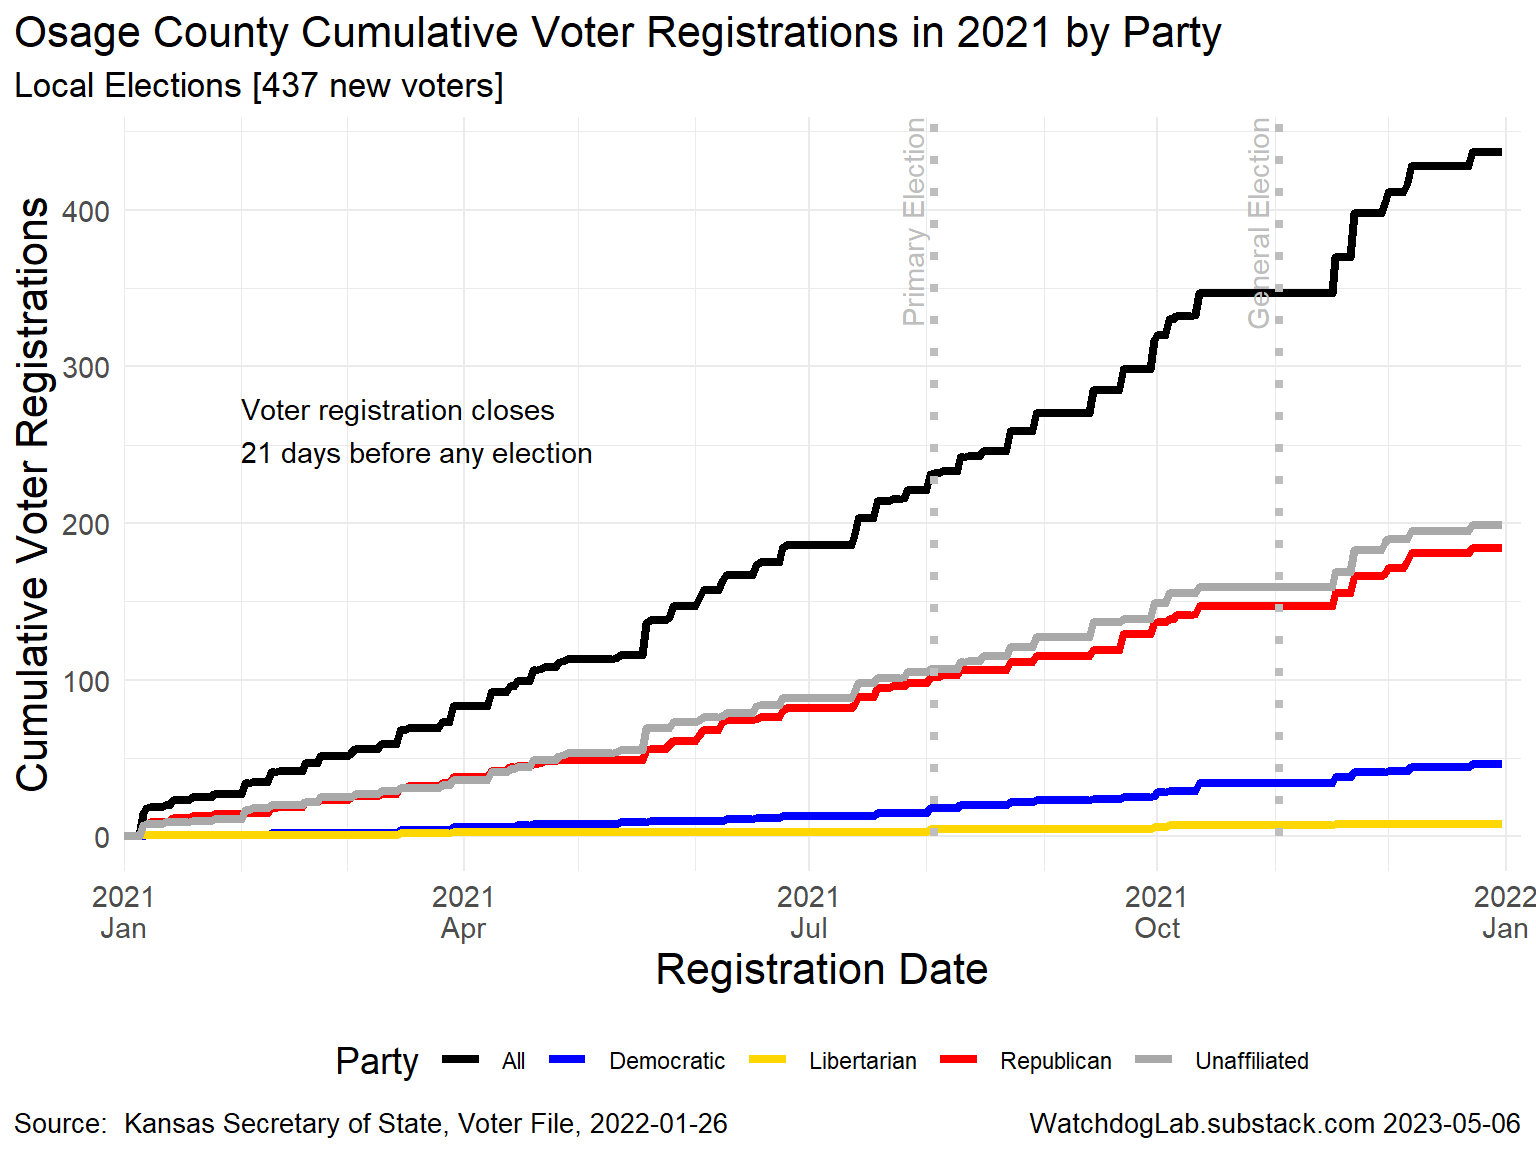 Osage County Cumulative Voter Registrations in 2021 by Party
Local Elections [437 new voters]
Cumulative Voter Registrations
400
300
200
100
0
Primary Election
General Election
Voter registration closes
21 days before any election
2021 2021 2021 2021 2022
Jan Apr Jul Oct Jan
Registration Date
Party All Democratic Libertarian Republican Unaffiliated
Source:  Kansas Secretary of State, Voter File, 2022-01-26
WatchdogLab.substack.com 2023-05-06